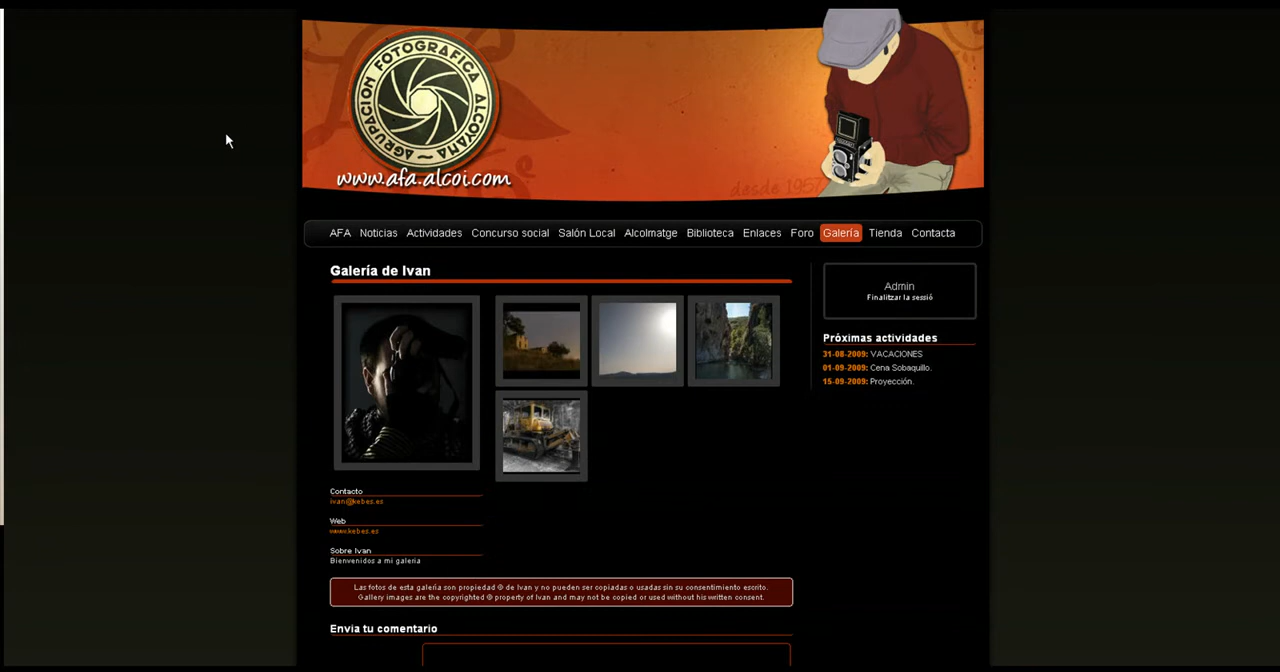 AGRUPACION FOTOGRAFICA ALCOYANA
www.afa.alcoi.com
desde 1957
AFA Noticias Actividades Concurso social Salón Local AlcoImatge Biblioteca Enlaces Foro Galería Tienda Contacta
Galería de Ivan
Admin
Finalitzar la sessió
Próximas actividades
31-08-2009: VACACIONES
01-09-2009: Cena Sobaquillo.
15-09-2009: Proyección.
Contacto
ivan@kebes.es
Web
www.kebes.es
Sobre Ivan
Bienvenidos a mi galeria
Las fotos de esta galería son propiedad © de Ivan y no pueden ser copiadas o usadas sin su consentimiento escrito.
Gallery images are the copyrighted © property of Ivan and may not be copied or used without his written consent.
Envia tu comentario